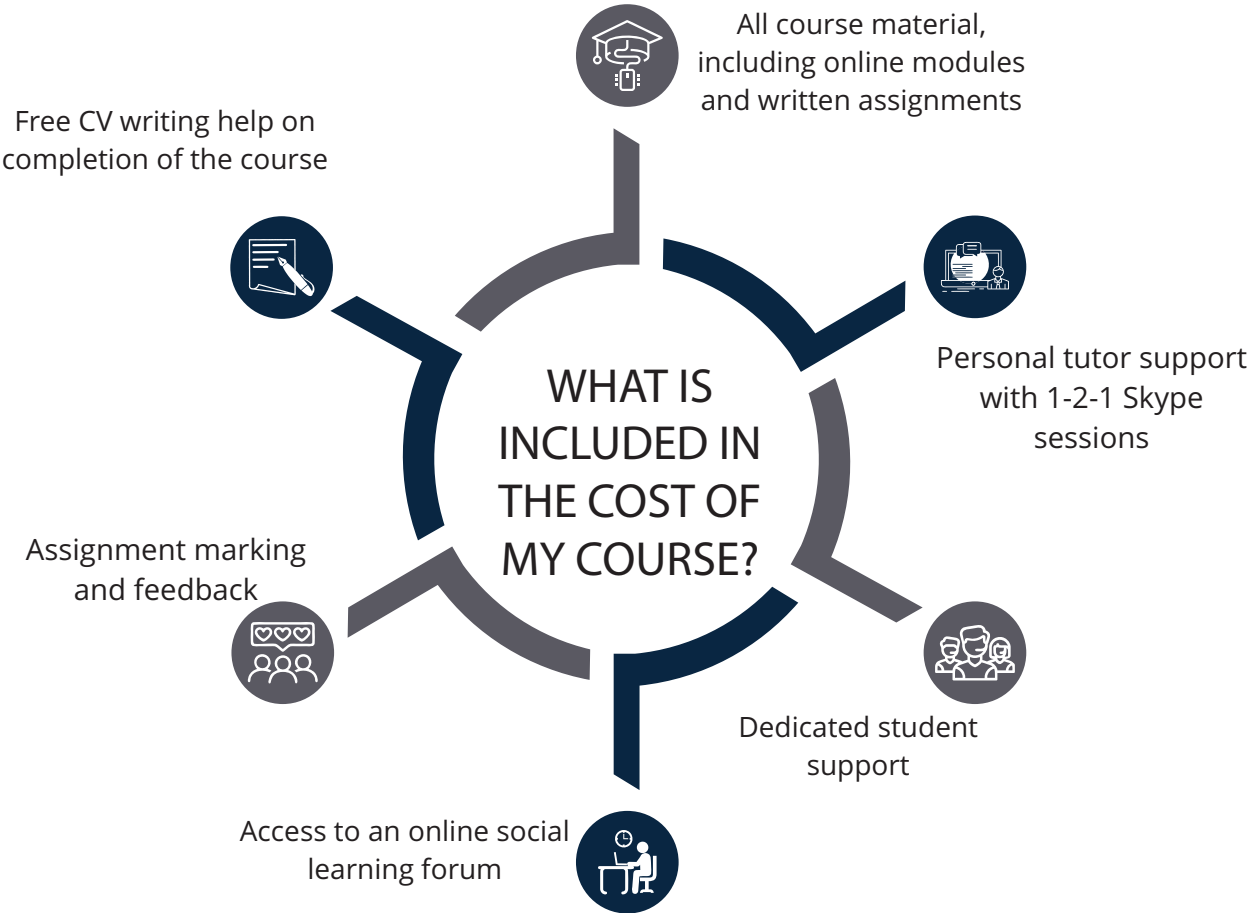 All course material,
including online modules
and written assignments
Free CV writing help on
completion of the course
Personal tutor support
with 1-2-1 Skype
sessions
WHAT IS
INCLUDED IN
THE COST OF
MY COURSE?
Assignment marking
and feedback
Dedicated student
support
Access to an online social
learning forum